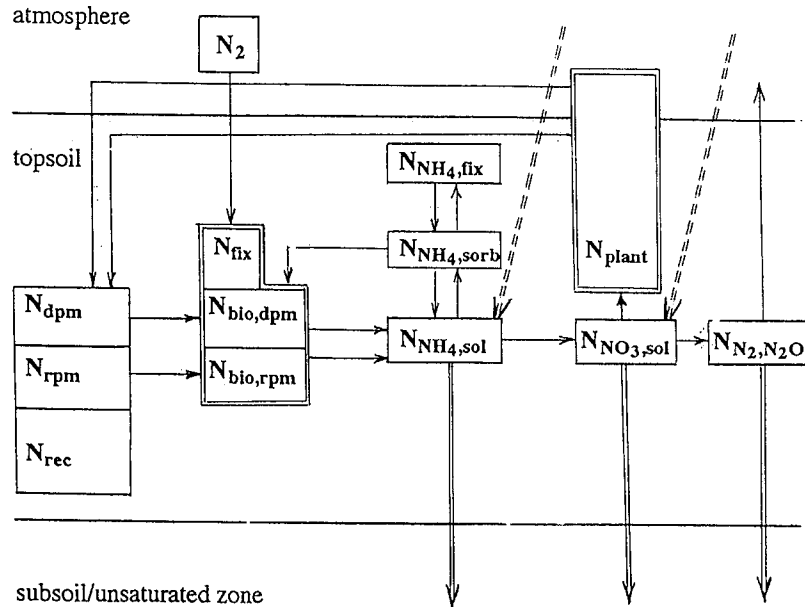 atmosphere
N2
topsoil
NNH4,fix
Nfix
NNH4,sorb
Nplant
Ndpm
Nbio,dpm
NNH4,sol
NNO3,sol
NN2,N2O
Nrpm
Nbio,rpm
Nrec
subsoil/unsaturated zone